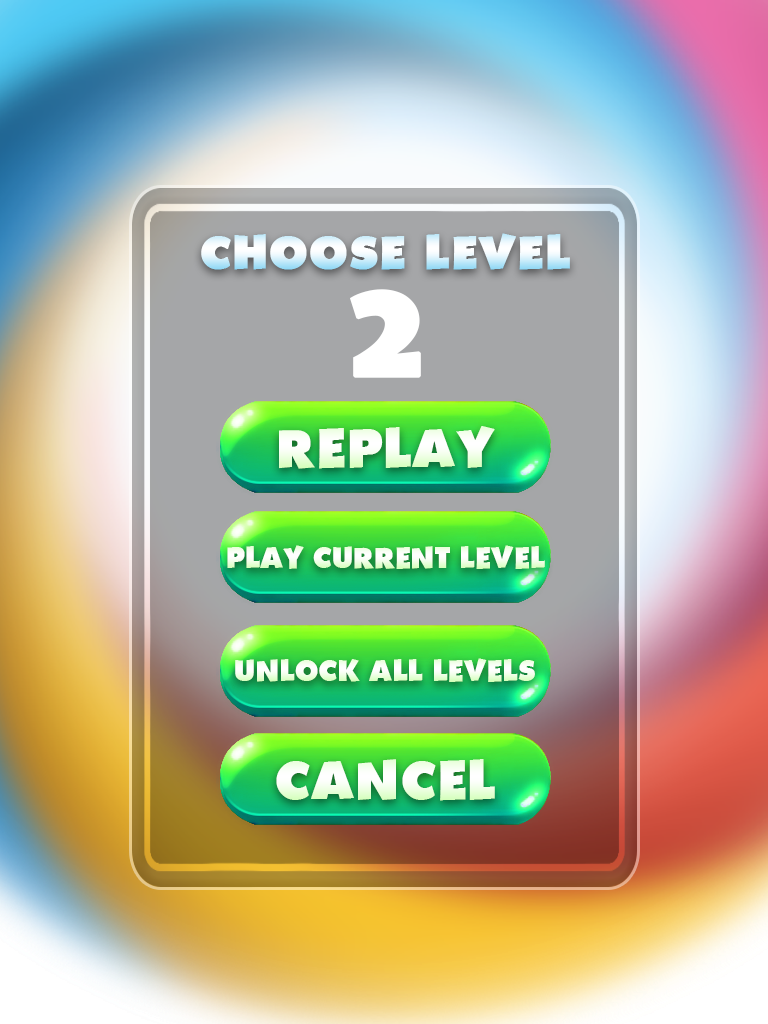 CHOOSE LEVEL
2
REPLAY
PLAY CURRENT LEVEL
UNLOCK ALL LEVELS
CANCEL